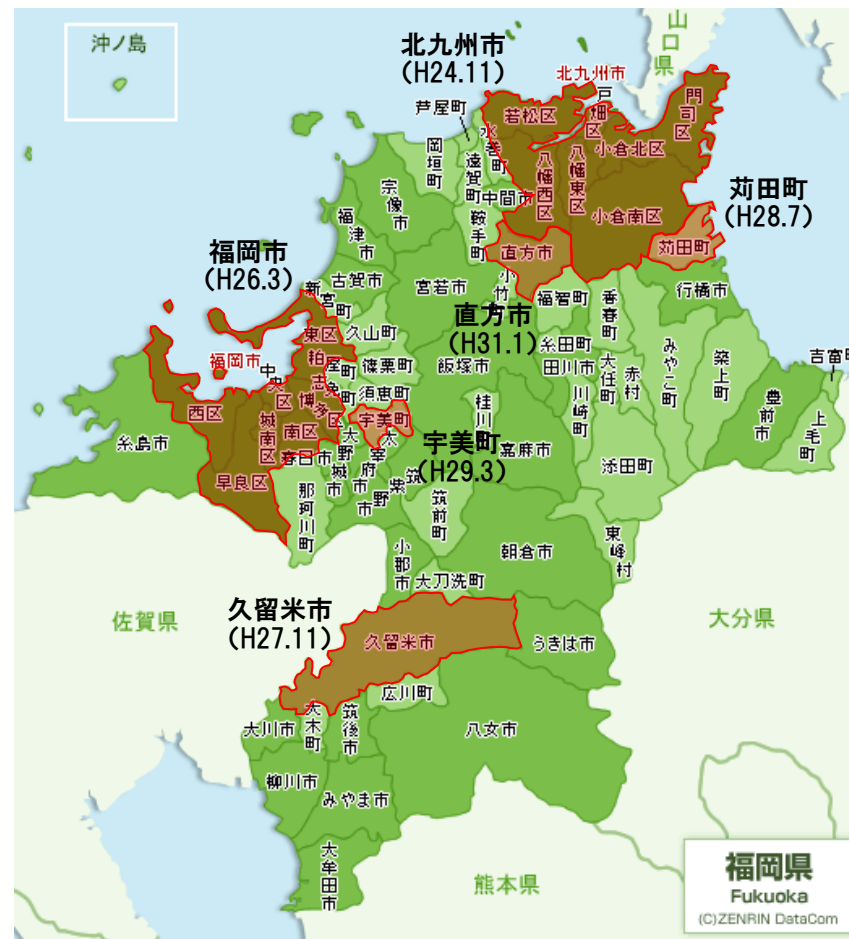 沖ノ島
山口県
北九州市
(H24.11)
北九州市
芦屋町
若松区
戸畑区
門司区
水巻町
岡垣町
遠賀町
八幡西区
八幡東区
小倉北区
中間市
宗像市
鞍手町
小倉南区
苅田町
(H28.7)
苅田町
福津市
直方市
福岡市
(H26.3)
古賀市
宮若市
小竹
福智町
香春町
行橋市
新宮町
直方市
(H31.1)
東区
久山町
糸田町
みやこ町
築上町
吉富町
福岡市
粕屋町
篠栗町
飯塚市
田川市
大任町
赤村
中央区
志免町
須恵町
桂川
川崎町
豊前市
上毛町
西区
博多区
宇美町
宇美町
(H29.3)
糸島市
城南区
南区
春日市
大野城市
太宰府市
嘉麻市
添田町
早良区
筑紫野市
那珂川町
筑前町
小郡市
朝倉市
東峰村
大刀洗町
佐賀県
久留米市
(H27.11)
久留米市
うきは市
大分県
広川町
大川市
大木町
筑後市
八女市
柳川市
みやま市
大牟田市
熊本県
福岡県
Fukuoka
(C)ZENRIN DataCom